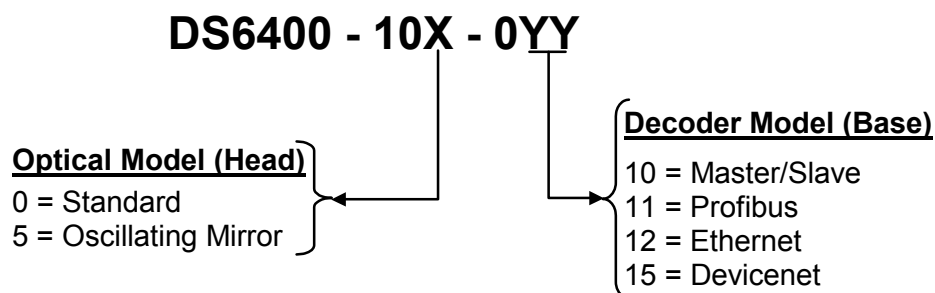 DS6400 - 10X - 0YY
Optical Model (Head)
0 = Standard
5 = Oscillating Mirror
Decoder Model (Base)
10 = Master/Slave
11 = Profibus
12 = Ethernet
15 = Devicenet